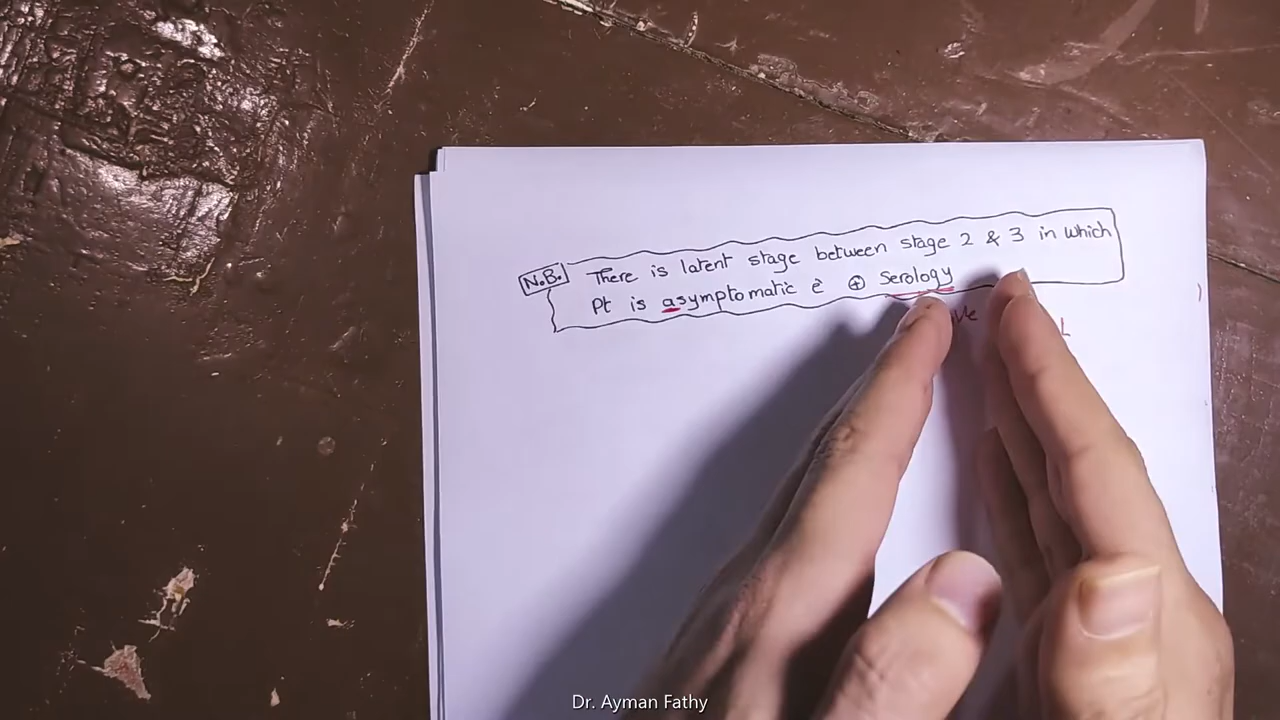 N.B. There is latent stage between stage 2 & 3 in which
Pt is asymptomatic c̄ ⊕ Serology
Dr. Ayman Fathy